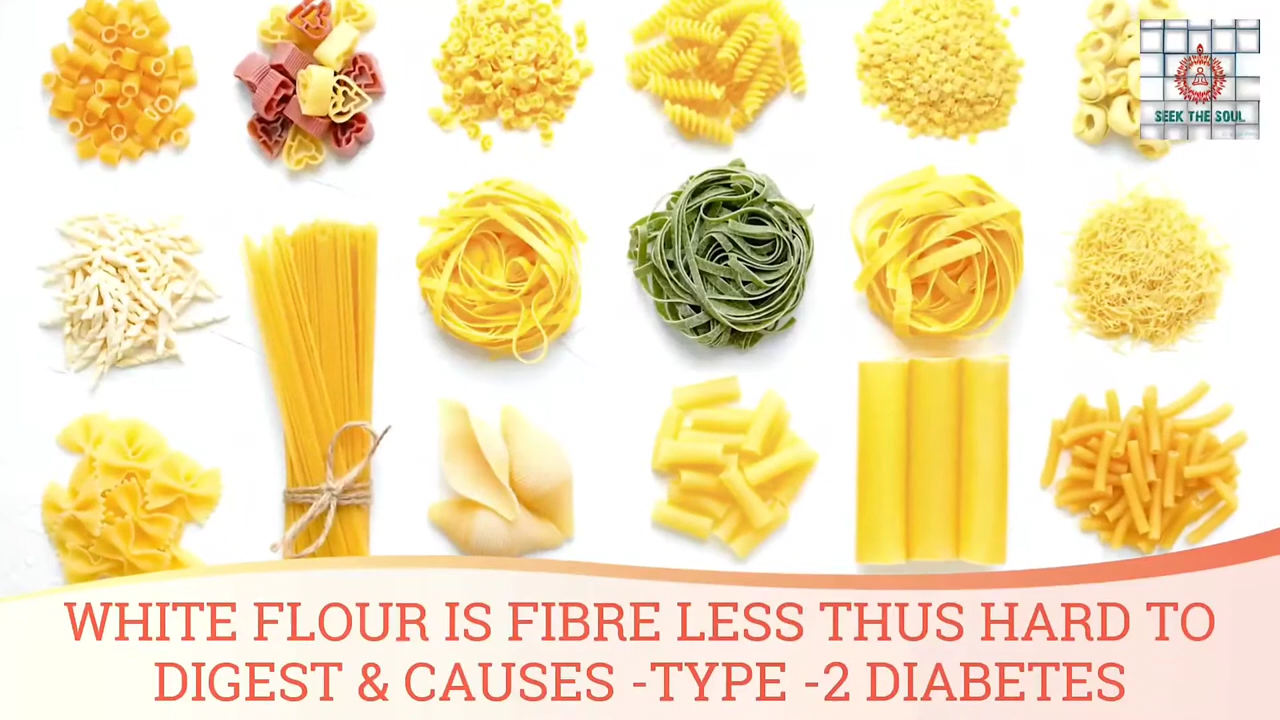 SEEK THE SOUL
WHITE FLOUR IS FIBRE LESS THUS HARD TO
DIGEST & CAUSES -TYPE -2 DIABETES